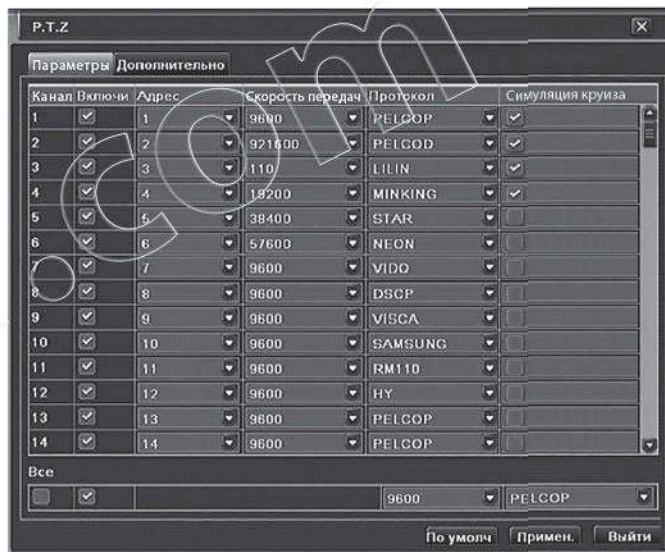 P.T.Z
Параметры Дополнительно
Канал Включи Адрес Скорость передач Протокол Симуляция круиза
1 1 9600 PELCOP
2 2 921600 PELCOD
3 3 110 LILIN
4 4 19200 MINKING
5 5 38400 STAR
6 6 57600 NEON
7 7 9600 VIDO
8 8 9600 DSCP
9 9 9600 VISCA
10 10 9600 SAMSUNG
11 11 9600 RM110
12 12 9600 HY
13 13 9600 PELCOP
14 14 9600 PELCOP
Все
9600 PELCOP
По умолч Примен. Выйти
.com